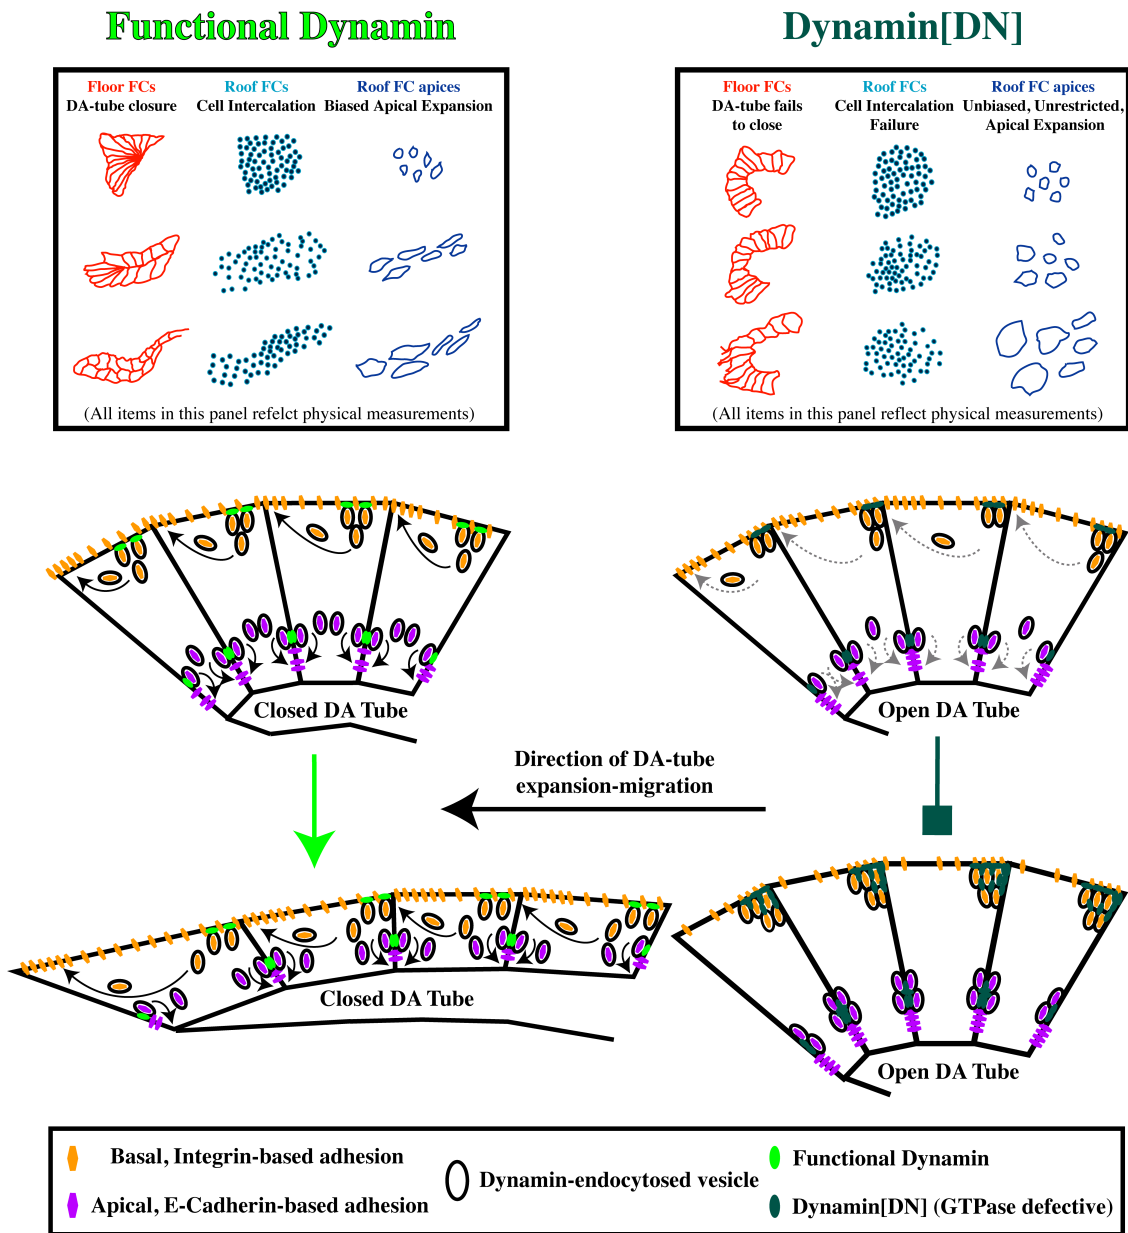 Functional Dynamin
Dynamin[DN]
Floor FCs
DA-tube closure
Roof FCs
Cell Intercalation
Roof FC apices
Biased Apical Expansion
(All items in this panel refelct physical measurements)
Floor FCs
DA-tube fails
to close
Roof FCs
Cell Intercalation
Failure
Roof FC apices
Unbiased, Unrestricted,
Apical Expansion
(All items in this panel reflect physical measurements)
Closed DA Tube
Open DA Tube
Direction of DA-tube
expansion-migration
Closed DA Tube
Open DA Tube
Basal, Integrin-based adhesion
Apical, E-Cadherin-based adhesion
Dynamin-endocytosed vesicle
Functional Dynamin
Dynamin[DN] (GTPase defective)